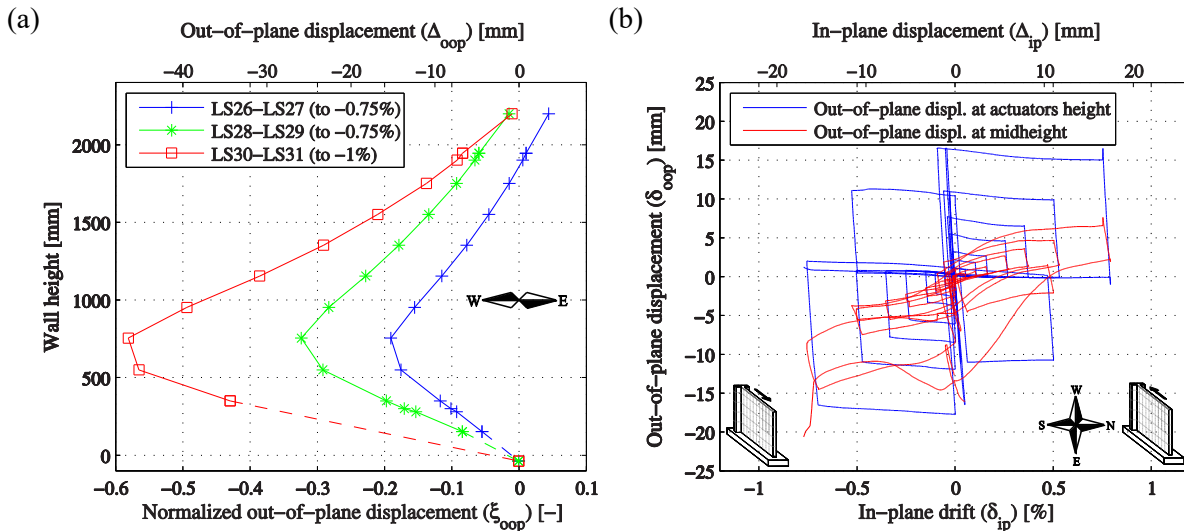 (a)
Out-of-plane displacement (Δoop) [mm]
−40 −30 −20 −10 0
LS26−LS27 (to −0.75%)
LS28−LS29 (to −0.75%)
LS30−LS31 (to −1%)
Wall height [mm]
2000
1500
1000
500
0
W E
−0.6 −0.5 −0.4 −0.3 −0.2 −0.1 0 0.1
Normalized out-of-plane displacement (ξoop) [−]
(b)
In-plane displacement (Δip) [mm]
−20 −10 0 10 20
Out-of-plane displ. at actuators height
Out-of-plane displ. at midheight
Out-of-plane displacement (δoop) [mm]
25
20
15
10
5
0
−5
−10
−15
−20
−25
W
S N
E
−1 −0.5 0 0.5 1
In-plane drift (δip) [%]